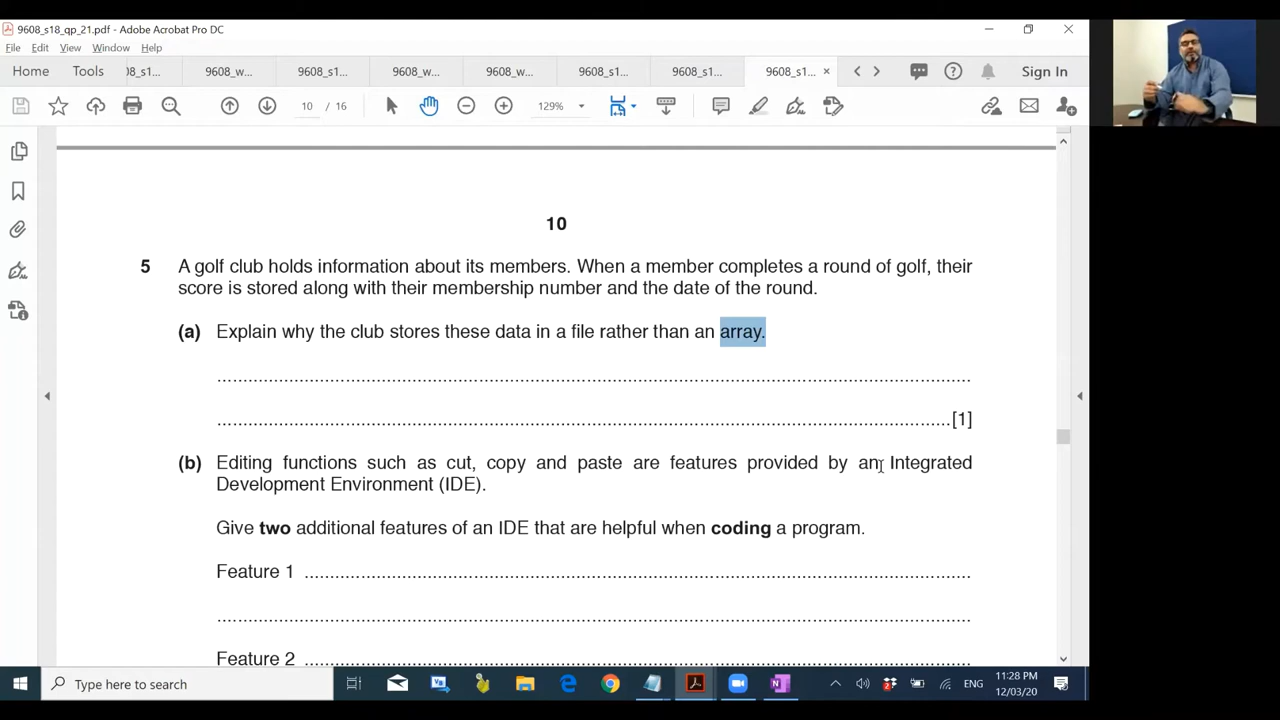 9608_s18_qp_21.pdf - Adobe Acrobat Pro DC
File Edit View Window Help
Home Tools 08_s1... 9608_w... 9608_s1... 9608_w... 9608_w... 9608_s1... 9608_s1... 9608_s1... × Sign In
10 / 16 129%
10
5 A golf club holds information about its members. When a member completes a round of golf, their
score is stored along with their membership number and the date of the round.
(a) Explain why the club stores these data in a file rather than an array.
..........................................................................................................................................
......................................................................................................................................[1]
(b) Editing functions such as cut, copy and paste are features provided by an Integrated
Development Environment (IDE).
Give two additional features of an IDE that are helpful when coding a program.
Feature 1 ..........................................................................................................................
..........................................................................................................................................
Feature 2 ..........................................................................................................................
Type here to search
ENG
11:28 PM
12/03/20